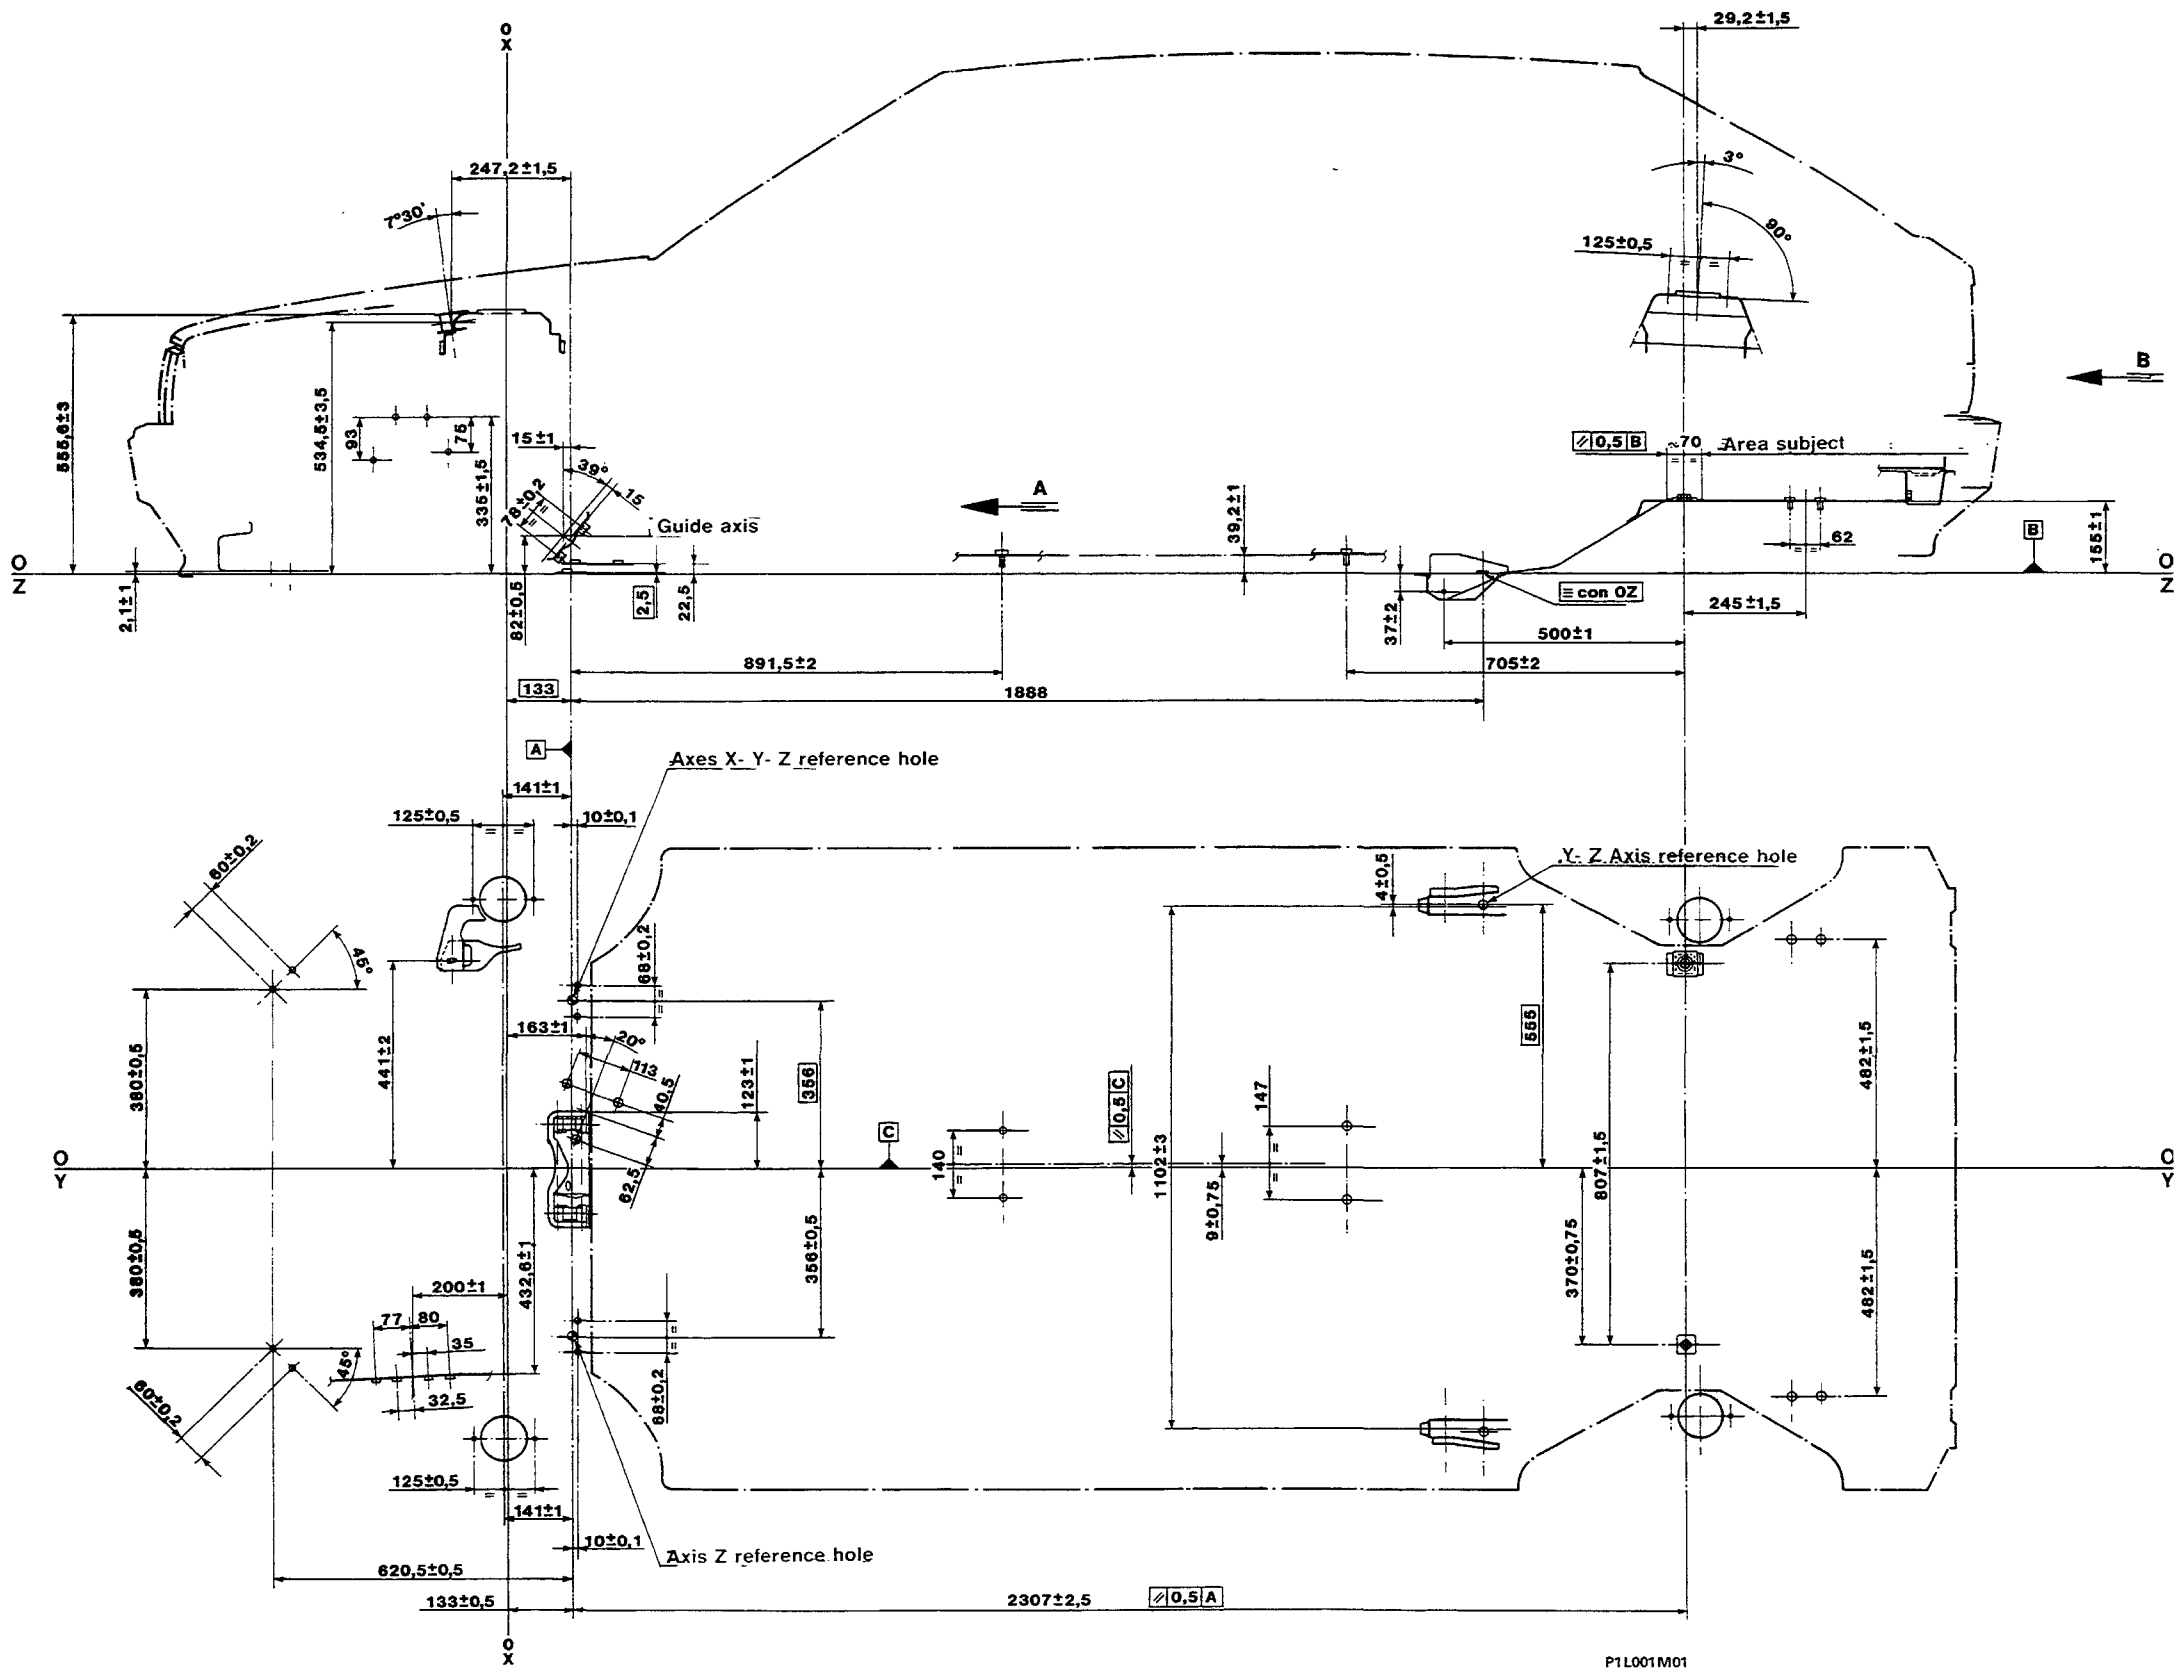 O
X
29,2±1,5
247,2±1,5
3°
7°30'
90°
125±0,5
B
555,6±3
534,5±3,5
93
75
335±1,5
15±1
39°
15
78±0,2
=
Guide axis
A
39,2±1
// 0,5 B
~70
Area subject
= =
62
155±1
B
O
Z
O
Z
2,1±1
82±0,5
2,5
22,5
37±2
≡ con OZ
245±1,5
500±1
891,5±2
705±2
133
1888
A
Axes X- Y- Z reference hole
141±1
125±0,5
= =
10±0,1
60±0,2
45°
4±0,5
Y- Z Axis reference hole
68±0,2
= =
163±1
20°
113
40,5
123±1
356
441±2
380±0,5
555
482±1,5
// 0,5 C
147
= =
C
140
= =
1102±3
O
Y
O
Y
62,5
9±0,75
807±1,5
370±0,75
380±0,5
432,6±1
356±0,5
482±1,5
200±1
77
80
35
45°
32,5
60±0,2
68±0,2
= =
125±0,5
= =
141±1
10±0,1
Axis Z reference hole
620,5±0,5
133±0,5
2307±2,5
// 0,5 A
O
X
P1L001M01